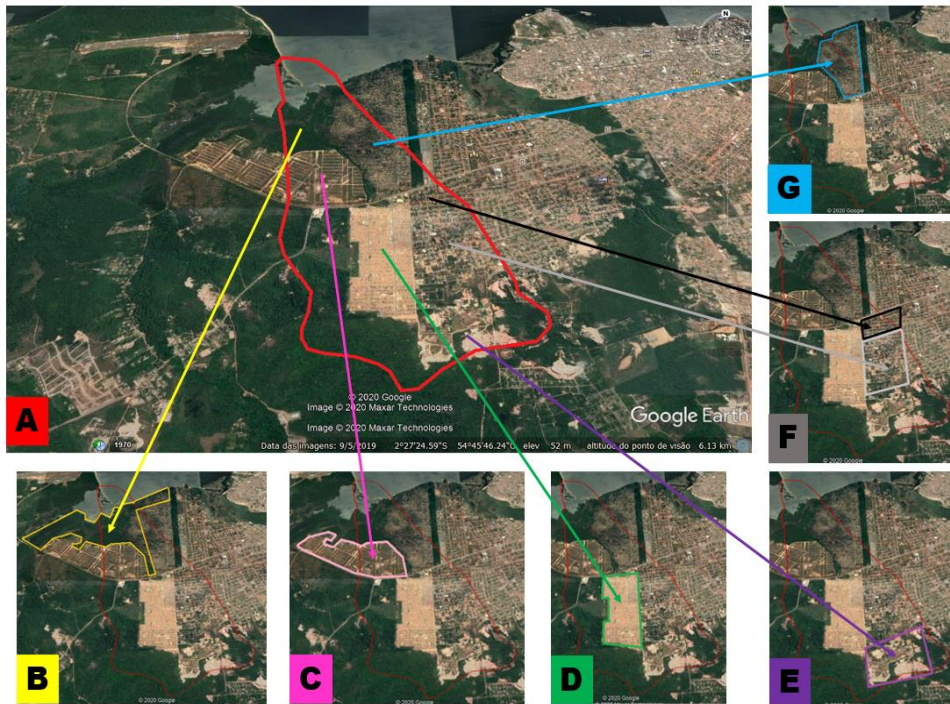 N
G
© 2020 Google
© 2020 Google
Image © 2020 Maxar Technologies
Image © 2020 Maxar Technologies
Google Earth
A
1970
Data das imagens: 9/5/2019 2°27'24.59"S 54°45'46.24"O elev 52 m altitude do ponto de visão 6.13 km
F
© 2020 Google
B
© 2020 Google
C
© 2020 Google
D
© 2020 Google
E
© 2020 Google